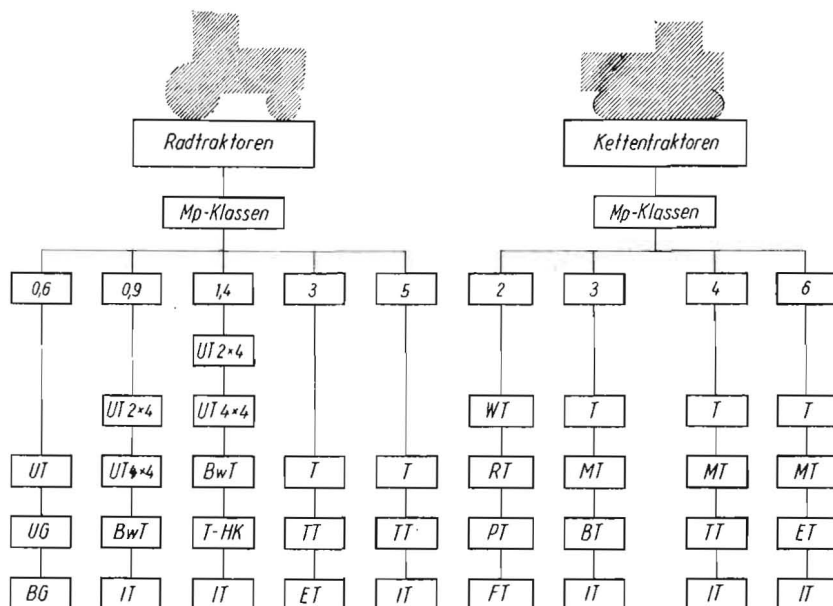 Radtraktoren
Kettentraktoren
Mp-Klassen
Mp-Klassen
0,6
0,9
1,4
3
5
2
3
4
6
UT 2×4
UT 2×4
UT 4×4
WT
T
T
T
UT
UT 4×4
BwT
T
T
RT
MT
MT
MT
UG
BwT
T-HK
TT
TT
PT
BT
TT
ET
BG
IT
IT
ET
IT
FT
IT
IT
IT